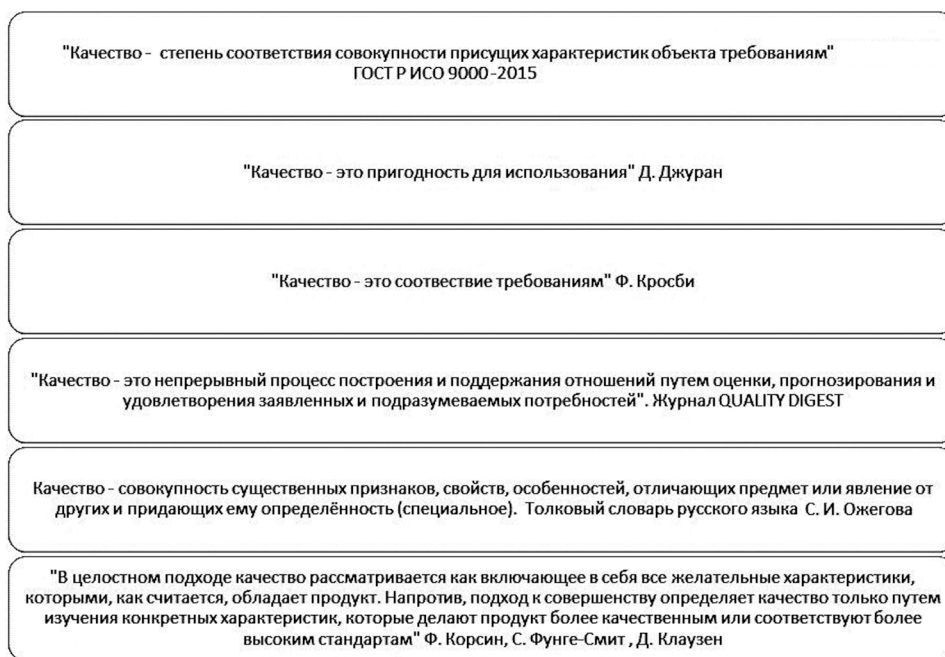 "Качество - степень соответствия совокупности присущих характеристик объекта требованиям"
ГОСТ Р ИСО 9000-2015
"Качество - это пригодность для использования" Д. Джуран
"Качество - это соотвествие требованиям" Ф. Кросби
"Качество - это непрерывный процесс построения и поддержания отношений путем оценки, прогнозирования и
удовлетворения заявленных и подразумеваемых потребностей". Журнал QUALITY DIGEST
Качество - совокупность существенных признаков, свойств, особенностей, отличающих предмет или явление от
других и придающих ему определённость (специальное). Толковый словарь русского языка С. И. Ожегова
"В целостном подходе качество рассматривается как включающее в себя все желательные характеристики,
которыми, как считается, обладает продукт. Напротив, подход к совершенству определяет качество только путем
изучения конкретных характеристик, которые делают продукт более качественным или соответствуют более
высоким стандартам" Ф. Корсин, С. Фунге-Смит , Д. Клаузен